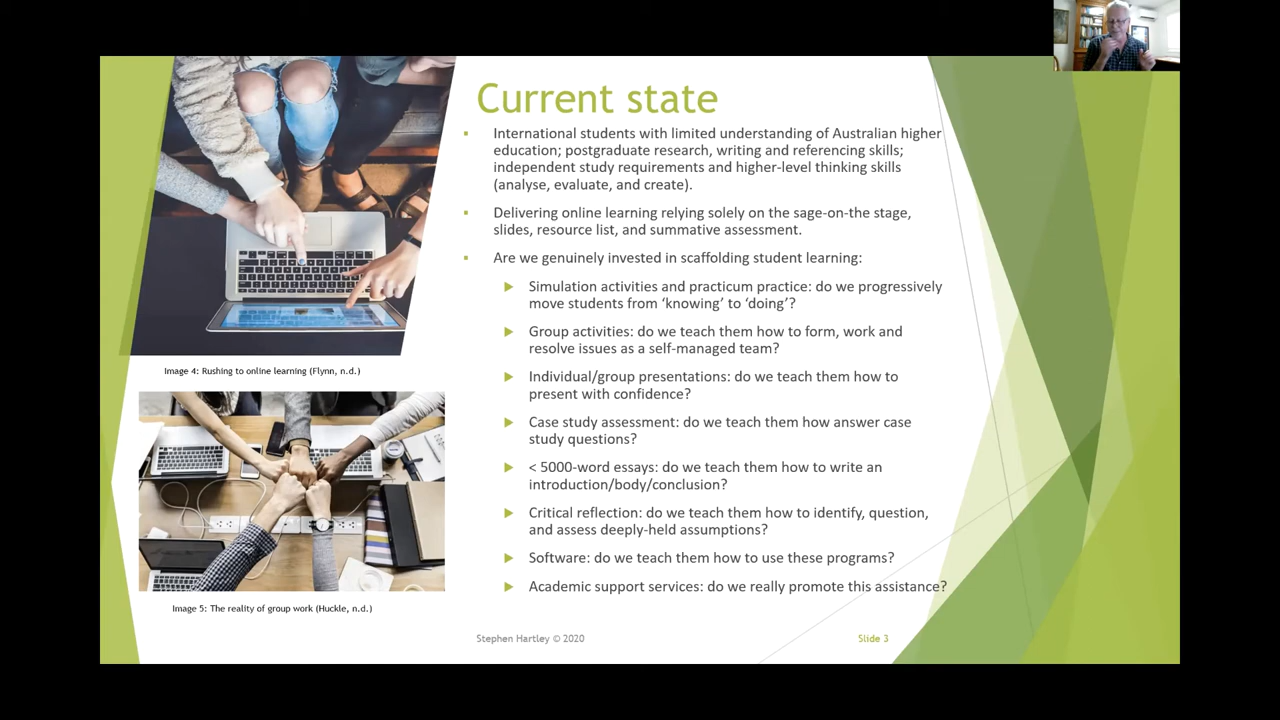 Current state
International students with limited understanding of Australian higher
education; postgraduate research, writing and referencing skills;
independent study requirements and higher-level thinking skills
(analyse, evaluate, and create).
Delivering online learning relying solely on the sage-on-the stage,
slides, resource list, and summative assessment.
Are we genuinely invested in scaffolding student learning:
Simulation activities and practicum practice: do we progressively
move students from ‘knowing’ to ‘doing’?
Group activities: do we teach them how to form, work and
resolve issues as a self-managed team?
Individual/group presentations: do we teach them how to
present with confidence?
Case study assessment: do we teach them how answer case
study questions?
< 5000-word essays: do we teach them how to write an
introduction/body/conclusion?
Critical reflection: do we teach them how to identify, question,
and assess deeply-held assumptions?
Software: do we teach them how to use these programs?
Academic support services: do we really promote this assistance?
Image 4: Rushing to online learning (Flynn, n.d.)
Image 5: The reality of group work (Huckle, n.d.)
Stephen Hartley © 2020
Slide 3